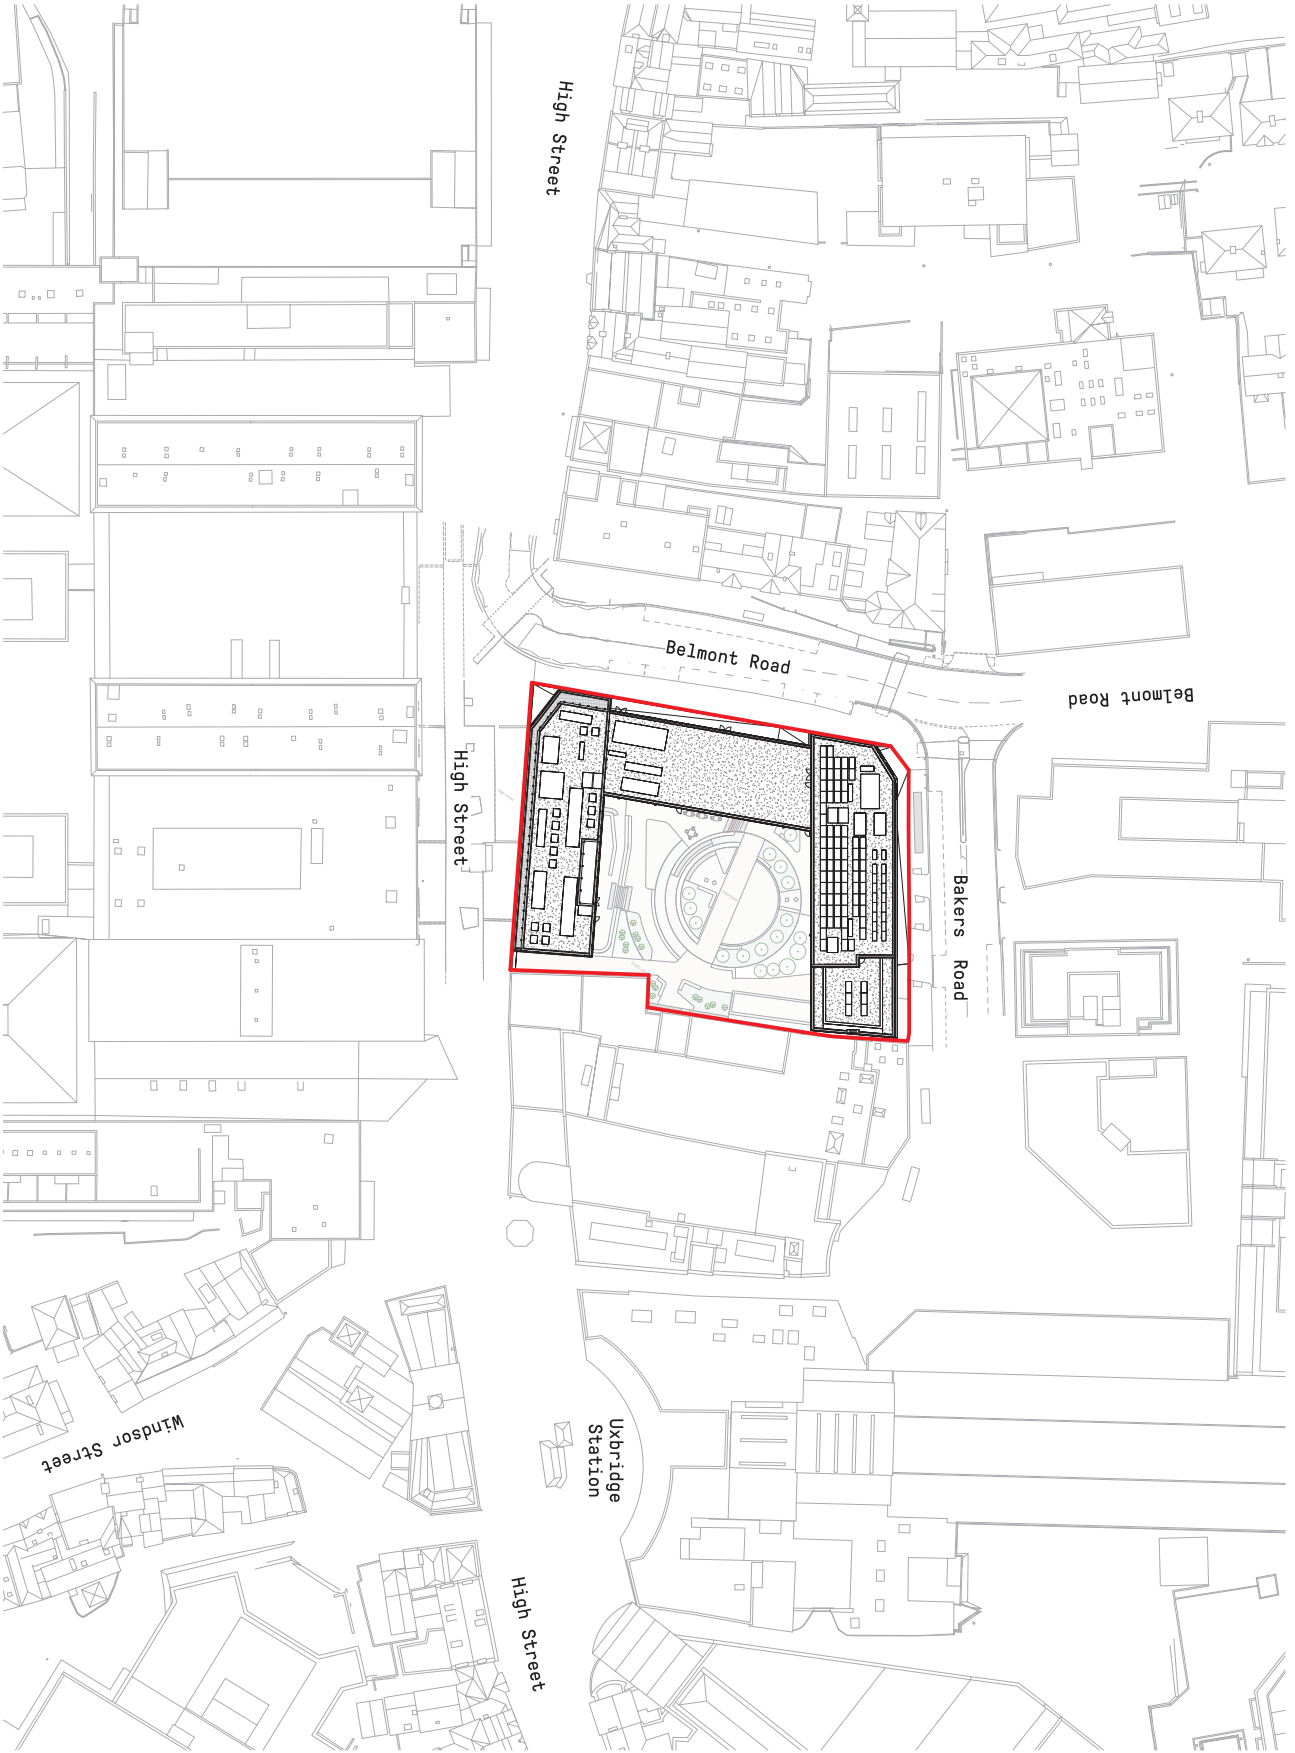 High Street
Belmont Road
Belmont Road
High Street
Bakers Road
Windsor Street
Uxbridge
Station
High Street